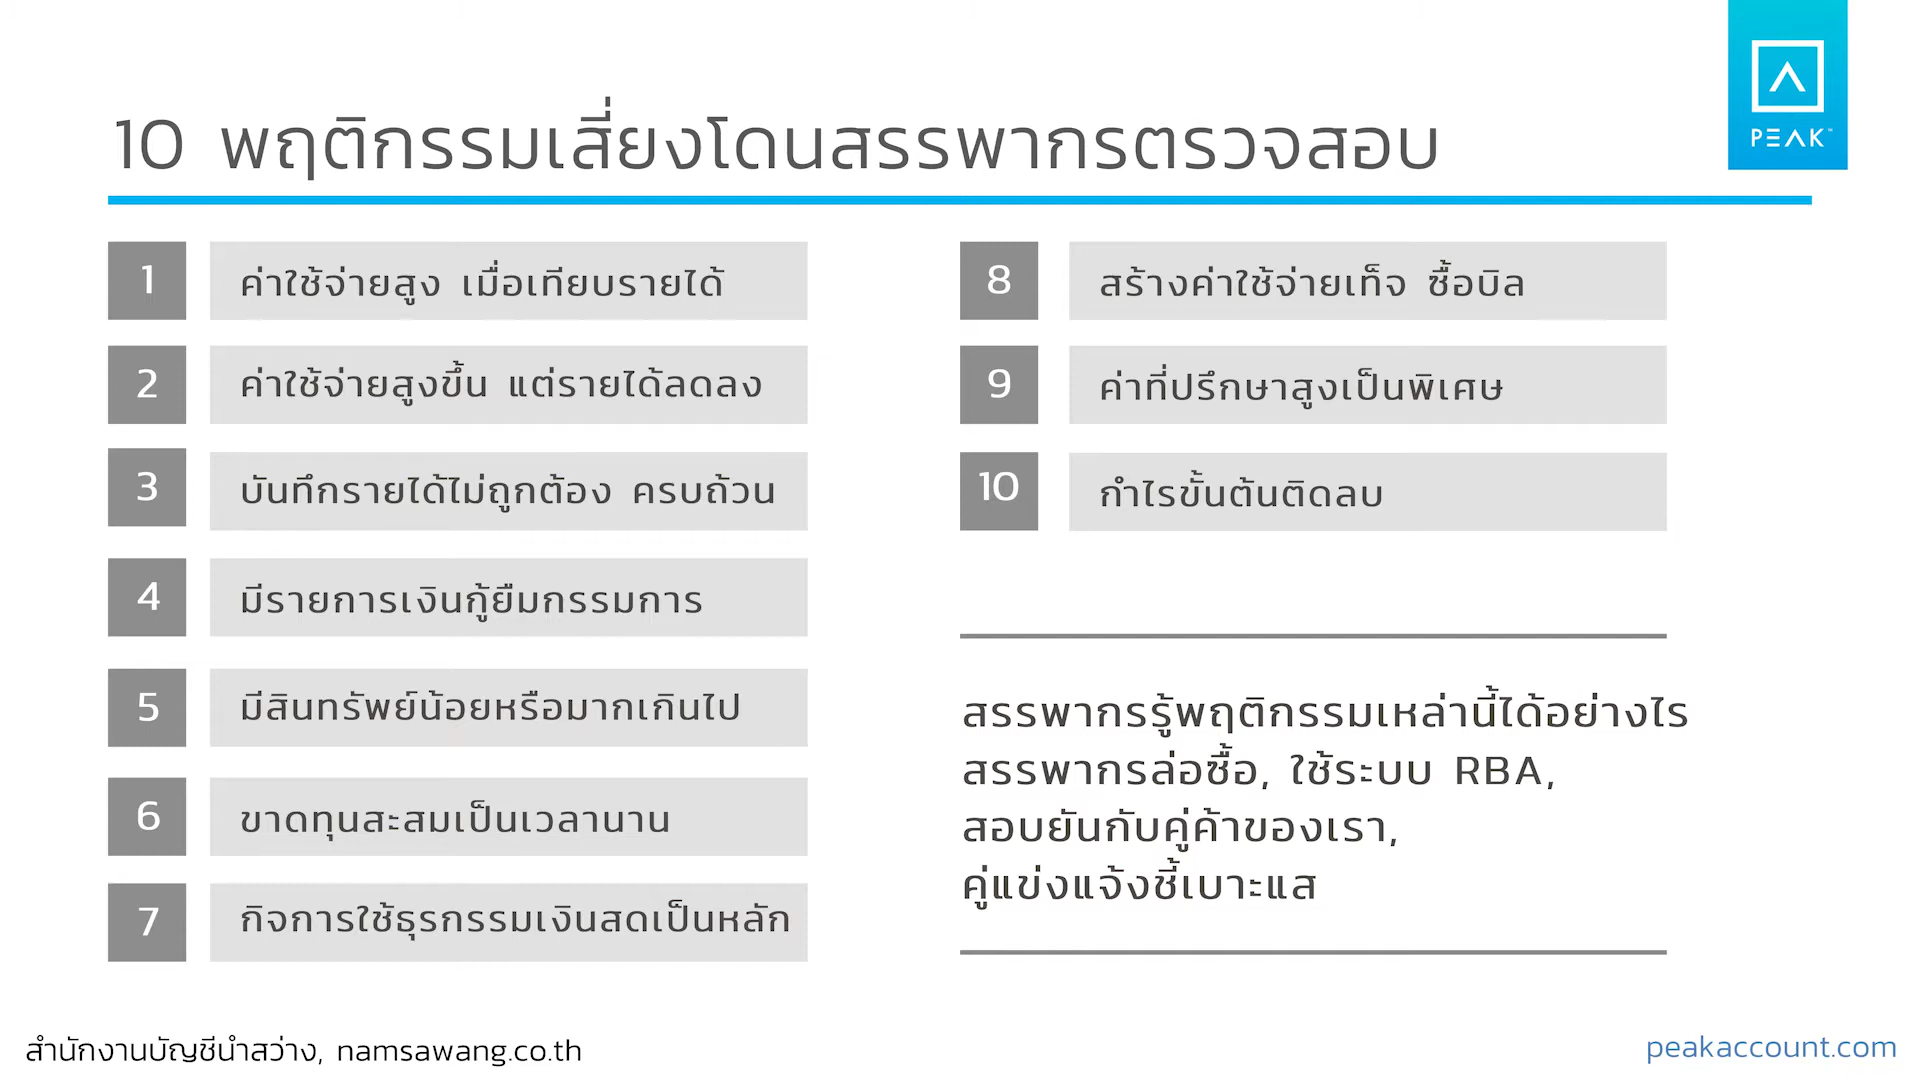 PEAK
10 พฤติกรรมเสี่ยงโดนสรรพากรตรวจสอบ
1 ค่าใช้จ่ายสูง เมื่อเทียบรายได้
2 ค่าใช้จ่ายสูงขึ้น แต่รายได้ลดลง
3 บันทึกรายได้ไม่ถูกต้อง ครบถ้วน
4 มีรายการเงินกู้ยืมกรรมการ
5 มีสินทรัพย์น้อยหรือมากเกินไป
6 ขาดทุนสะสมเป็นเวลานาน
7 กิจการใช้ธุรกรรมเงินสดเป็นหลัก
8 สร้างค่าใช้จ่ายเท็จ ซื้อบิล
9 ค่าที่ปรึกษาสูงเป็นพิเศษ
10 กำไรขั้นต้นติดลบ
สรรพากรรู้พฤติกรรมเหล่านี้ได้อย่างไร
สรรพากรล่อซื้อ, ใช้ระบบ RBA,
สอบยันกับคู่ค้าของเรา,
คู่แข่งแจ้งชี้เบาะแส
สำนักงานบัญชีนำสว่าง, namsawang.co.th
peakaccount.com